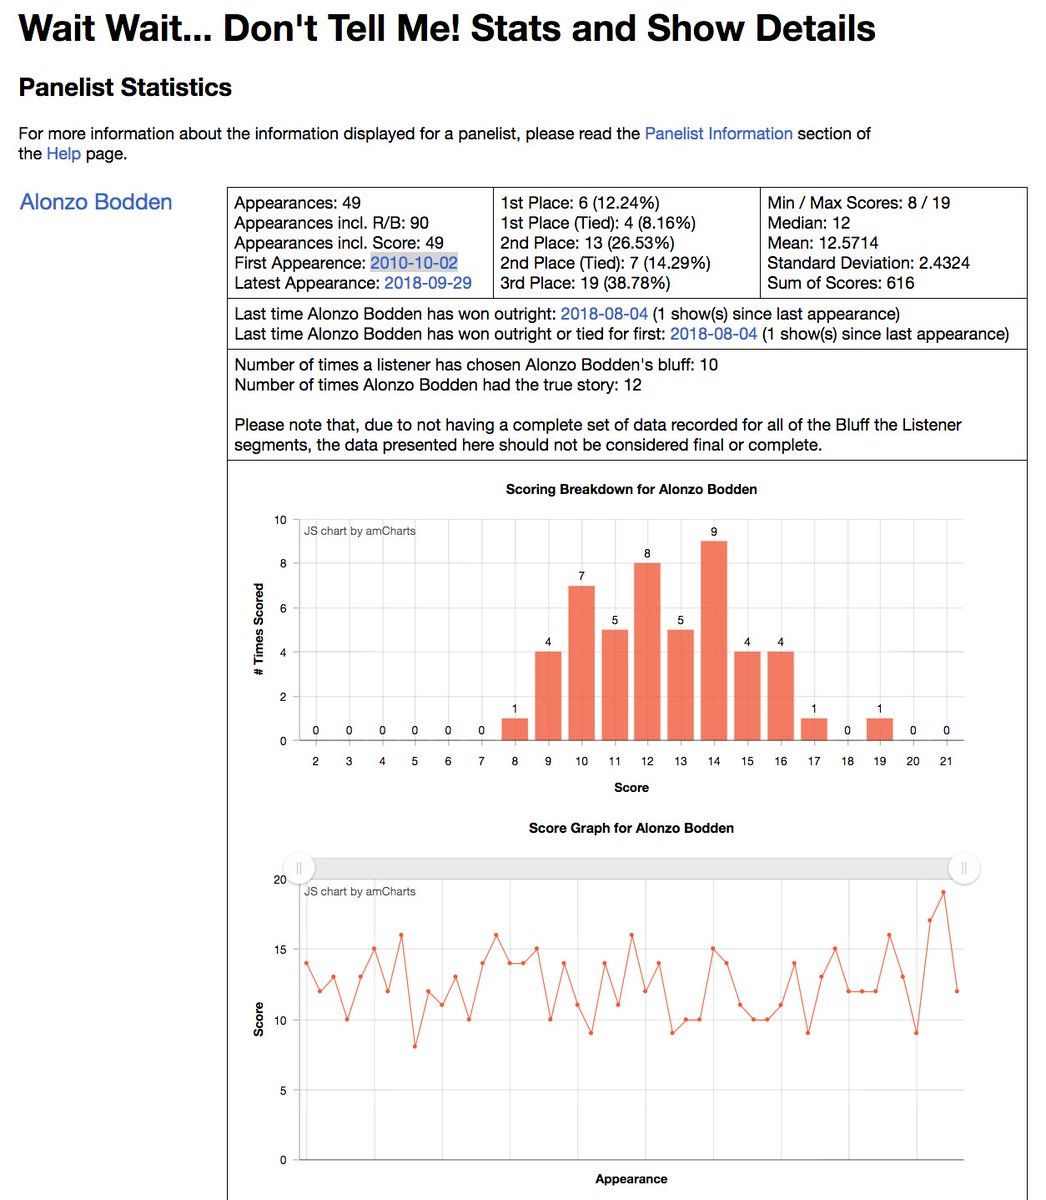 Wait Wait... Don't Tell Me! Stats and Show Details
Panelist Statistics
For more information about the information displayed for a panelist, please read the Panelist Information section of
the Help page.
Alonzo Bodden
Appearances: 49
Appearances incl. R/B: 90
Appearances incl. Score: 49
First Appearence: 2010-10-02
Latest Appearance: 2018-09-29
1st Place: 6 (12.24%)
1st Place (Tied): 4 (8.16%)
2nd Place: 13 (26.53%)
2nd Place (Tied): 7 (14.29%)
3rd Place: 19 (38.78%)
Min / Max Scores: 8 / 19
Median: 12
Mean: 12.5714
Standard Deviation: 2.4324
Sum of Scores: 616
Last time Alonzo Bodden has won outright: 2018-08-04 (1 show(s) since last appearance)
Last time Alonzo Bodden has won outright or tied for first: 2018-08-04 (1 show(s) since last appearance)
Number of times a listener has chosen Alonzo Bodden's bluff: 10
Number of times Alonzo Bodden had the true story: 12
Please note that, due to not having a complete set of data recorded for all of the Bluff the Listener
segments, the data presented here should not be considered final or complete.
Scoring Breakdown for Alonzo Bodden
JS chart by amCharts
# Times Scored
10
8
6
4
2
0
0 0 0 0 0 0 1 4 7 5 8 5 9 4 4 1 0 1 0 0
2 3 4 5 6 7 8 9 10 11 12 13 14 15 16 17 18 19 20 21
Score
Score Graph for Alonzo Bodden
JS chart by amCharts
Score
20
15
10
5
0
Appearance